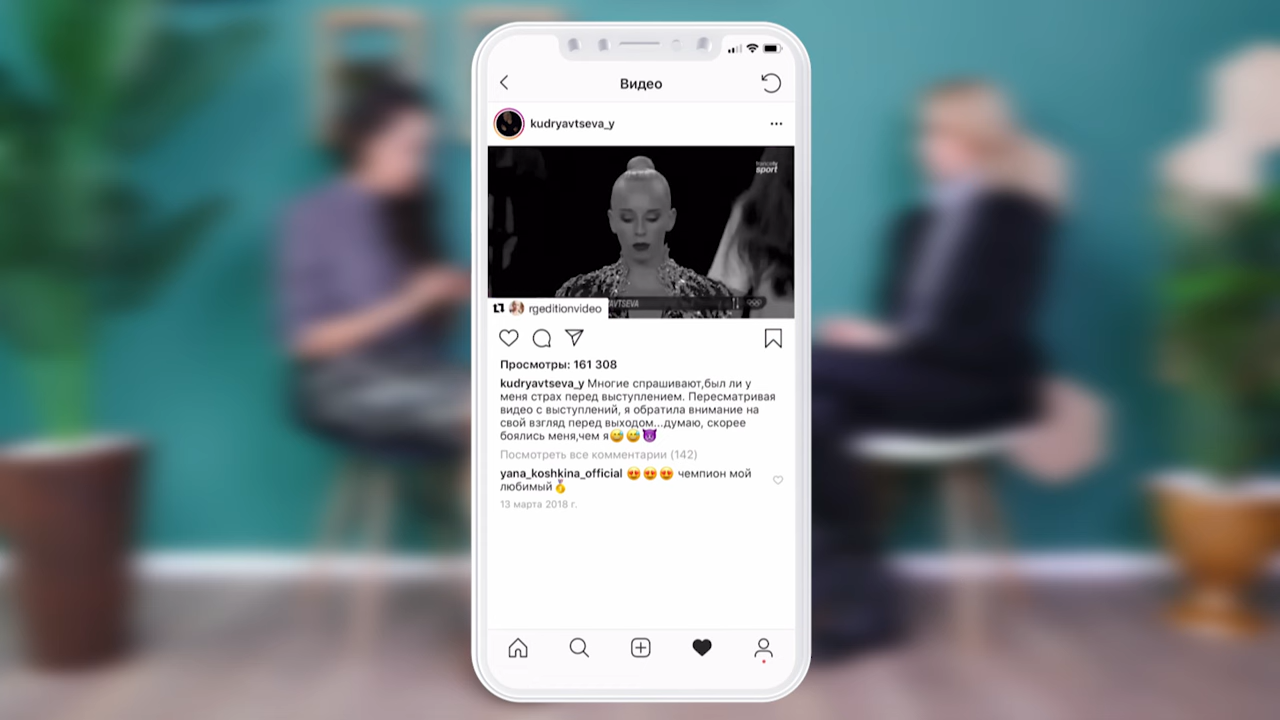 Видео
kudryavtseva_y
sport
AVTSEVA
rgeditionvideo
Просмотры: 161 308
kudryavtseva_y Многие спрашивают,был ли у
меня страх перед выступлением. Пересматривая
видео с выступлений, я обратила внимание на
свой взгляд перед выходом...думаю, скорее
боялись меня,чем я😅😅😈
Посмотреть все комментарии (142)
yana_koshkina_official 😍😍😍 чемпион мой
любимый🥇
13 марта 2018 г.